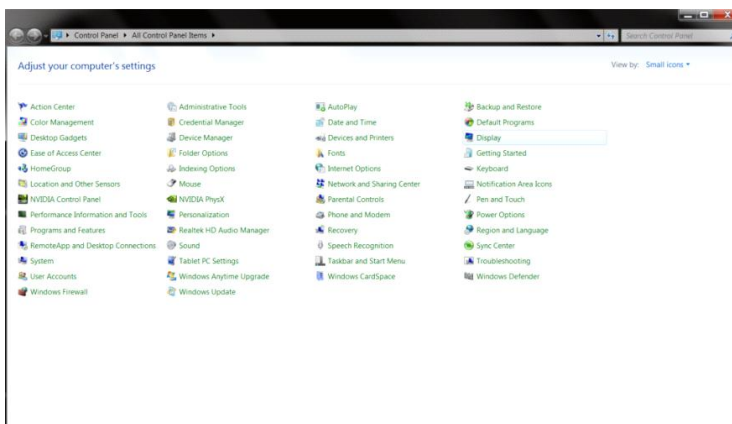 Control Panel All Control Panel Items Search Control Panel
Adjust your computer's settings View by: Small icons
Action Center Administrative Tools AutoPlay Backup and Restore
Color Management Credential Manager Date and Time Default Programs
Desktop Gadgets Device Manager Devices and Printers Display
Ease of Access Center Folder Options Fonts Getting Started
HomeGroup Indexing Options Internet Options Keyboard
Location and Other Sensors Mouse Network and Sharing Center Notification Area Icons
NVIDIA Control Panel NVIDIA PhysX Parental Controls Pen and Touch
Performance Information and Tools Personalization Phone and Modem Power Options
Programs and Features Realtek HD Audio Manager Recovery Region and Language
RemoteApp and Desktop Connections Sound Speech Recognition Sync Center
System Tablet PC Settings Taskbar and Start Menu Troubleshooting
User Accounts Windows Anytime Upgrade Windows CardSpace Windows Defender
Windows Firewall Windows Update